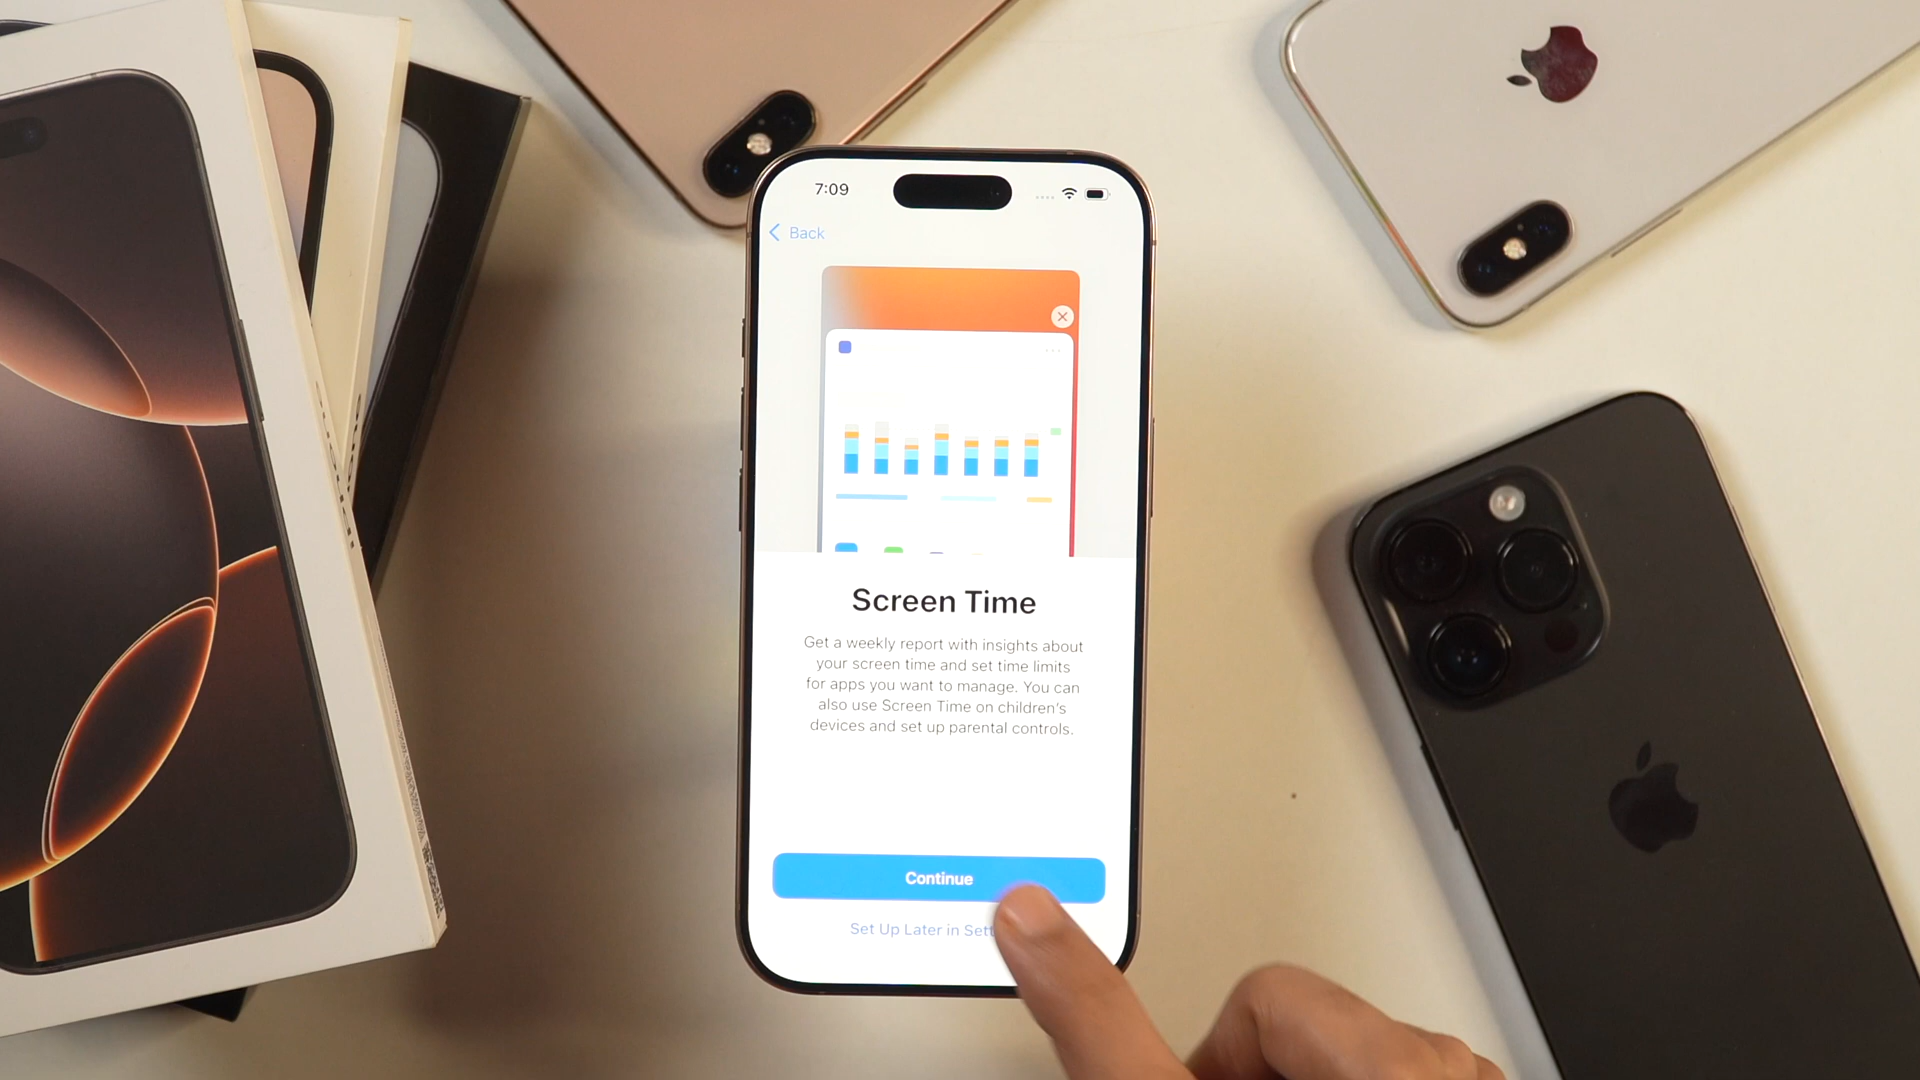 7:09
Back
Screen Time
Get a weekly report with insights about
your screen time and set time limits
for apps you want to manage. You can
also use Screen Time on children's
devices and set up parental controls.
Continue
Set Up Later in Sett